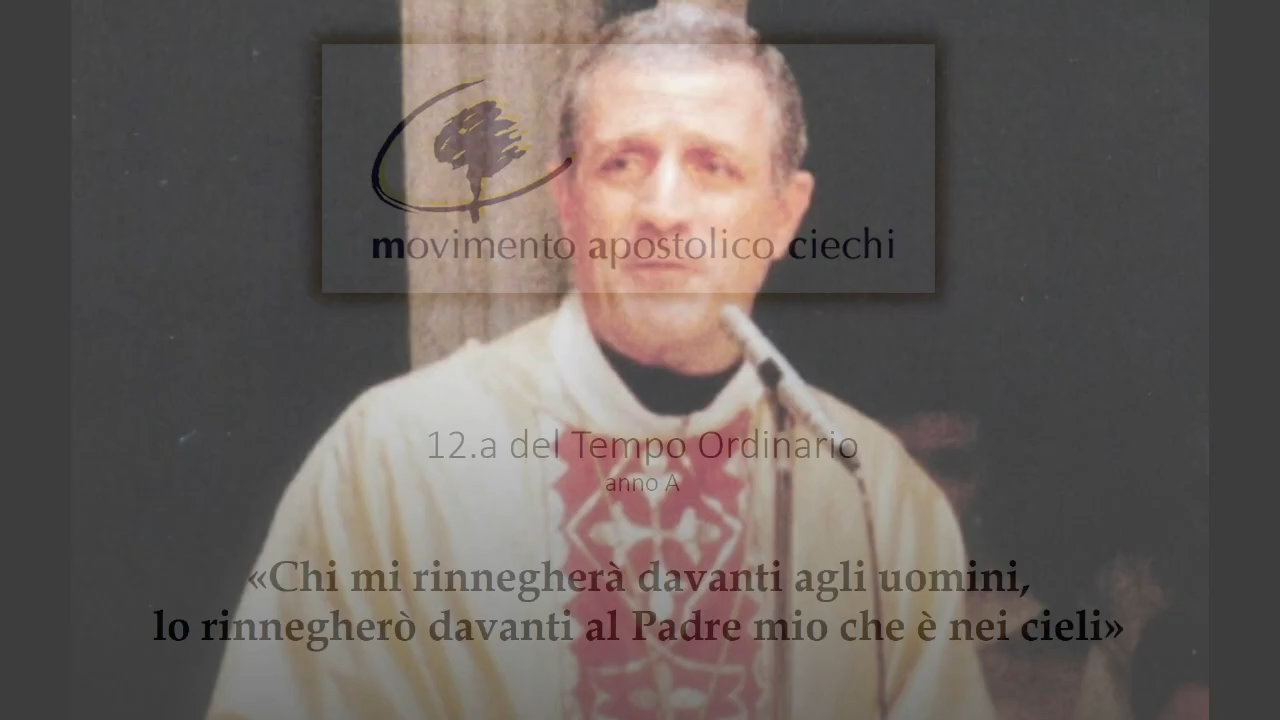 movimento apostolico ciechi
12.a del Tempo Ordinario
anno A
«Chi mi rinnegherà davanti agli uomini,
lo rinnegherò davanti al Padre mio che è nei cieli»